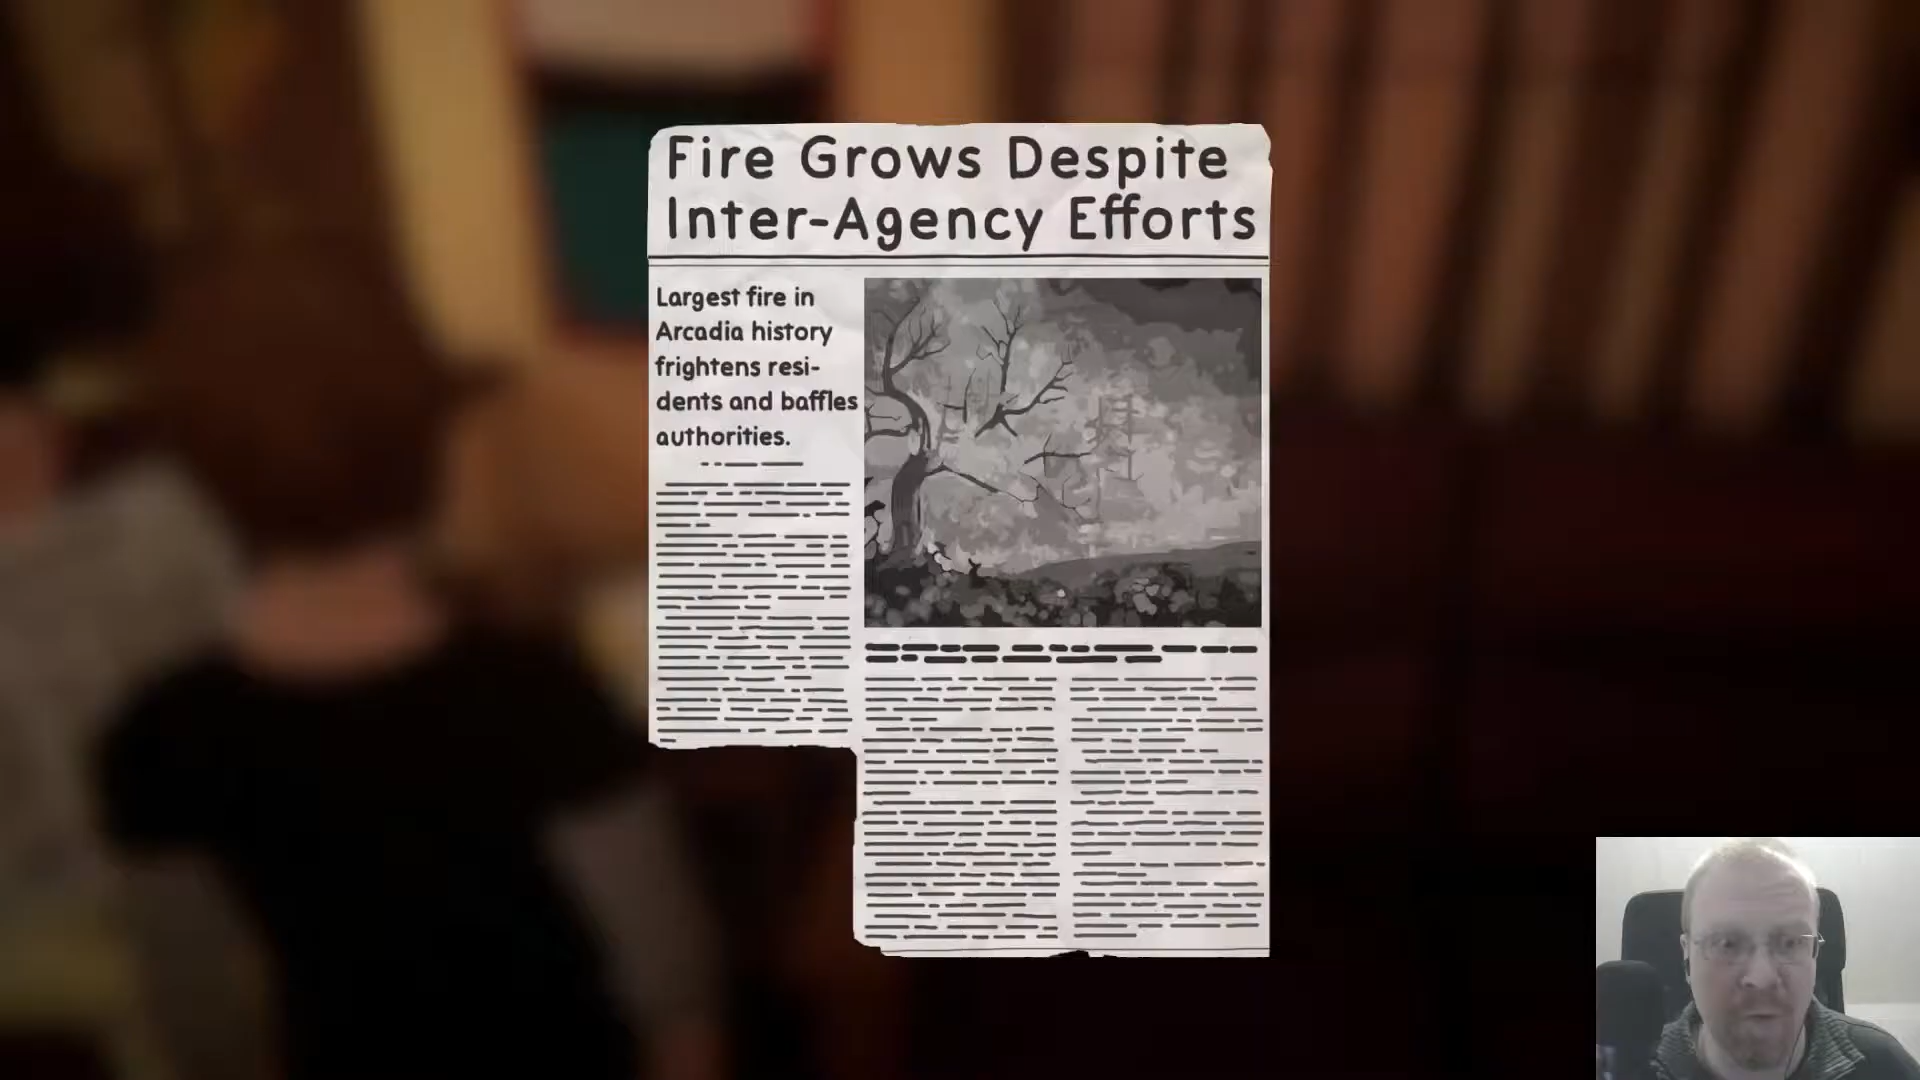 Fire Grows Despite
Inter-Agency Efforts
Largest fire in
Arcadia history
frightens resi-
dents and baffles
authorities.